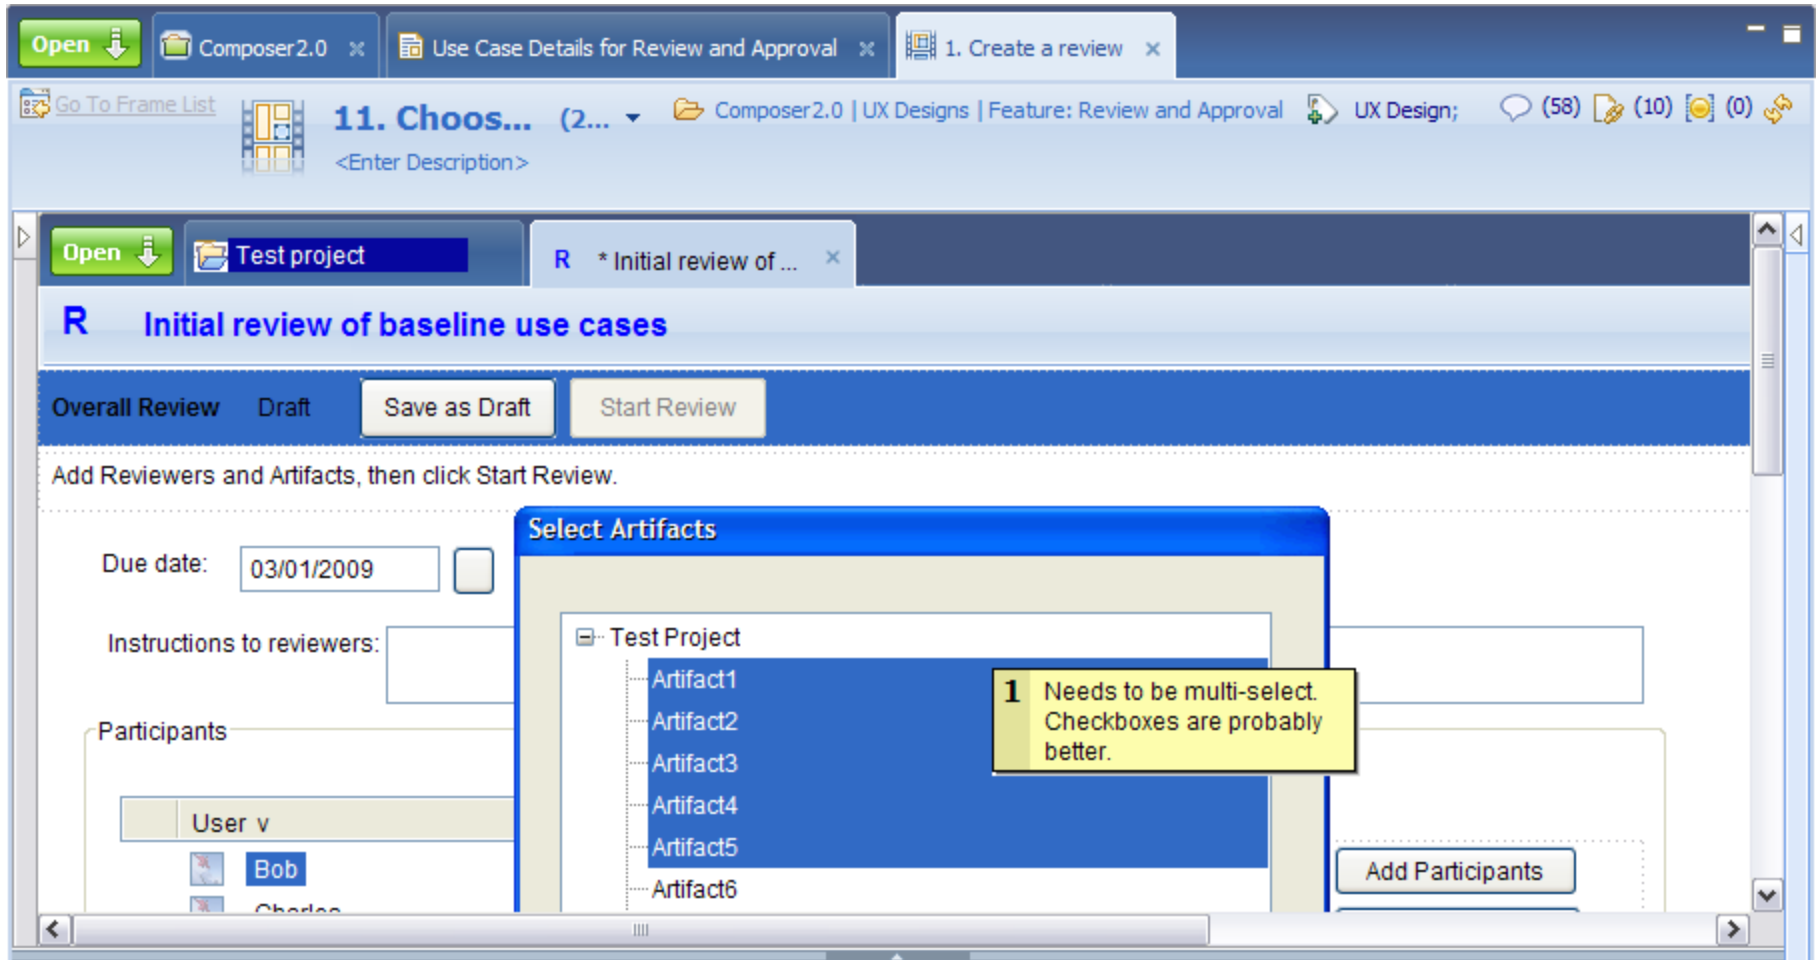 Open
Composer2.0
Use Case Details for Review and Approval
1. Create a review
Go To Frame List
11. Choos... (2...
Composer2.0 | UX Designs | Feature: Review and Approval
UX Design;
(58) (10) (0)
<Enter Description>
Open
Test project
R * Initial review of ...
R Initial review of baseline use cases
Overall Review Draft Save as Draft Start Review
Add Reviewers and Artifacts, then click Start Review.
Select Artifacts
Due date: 03/01/2009
Instructions to reviewers:
Test Project
Artifact1
Artifact2
Artifact3
Artifact4
Artifact5
Artifact6
1 Needs to be multi-select.
Checkboxes are probably
better.
Participants
User v
Bob
Charles
Add Participants